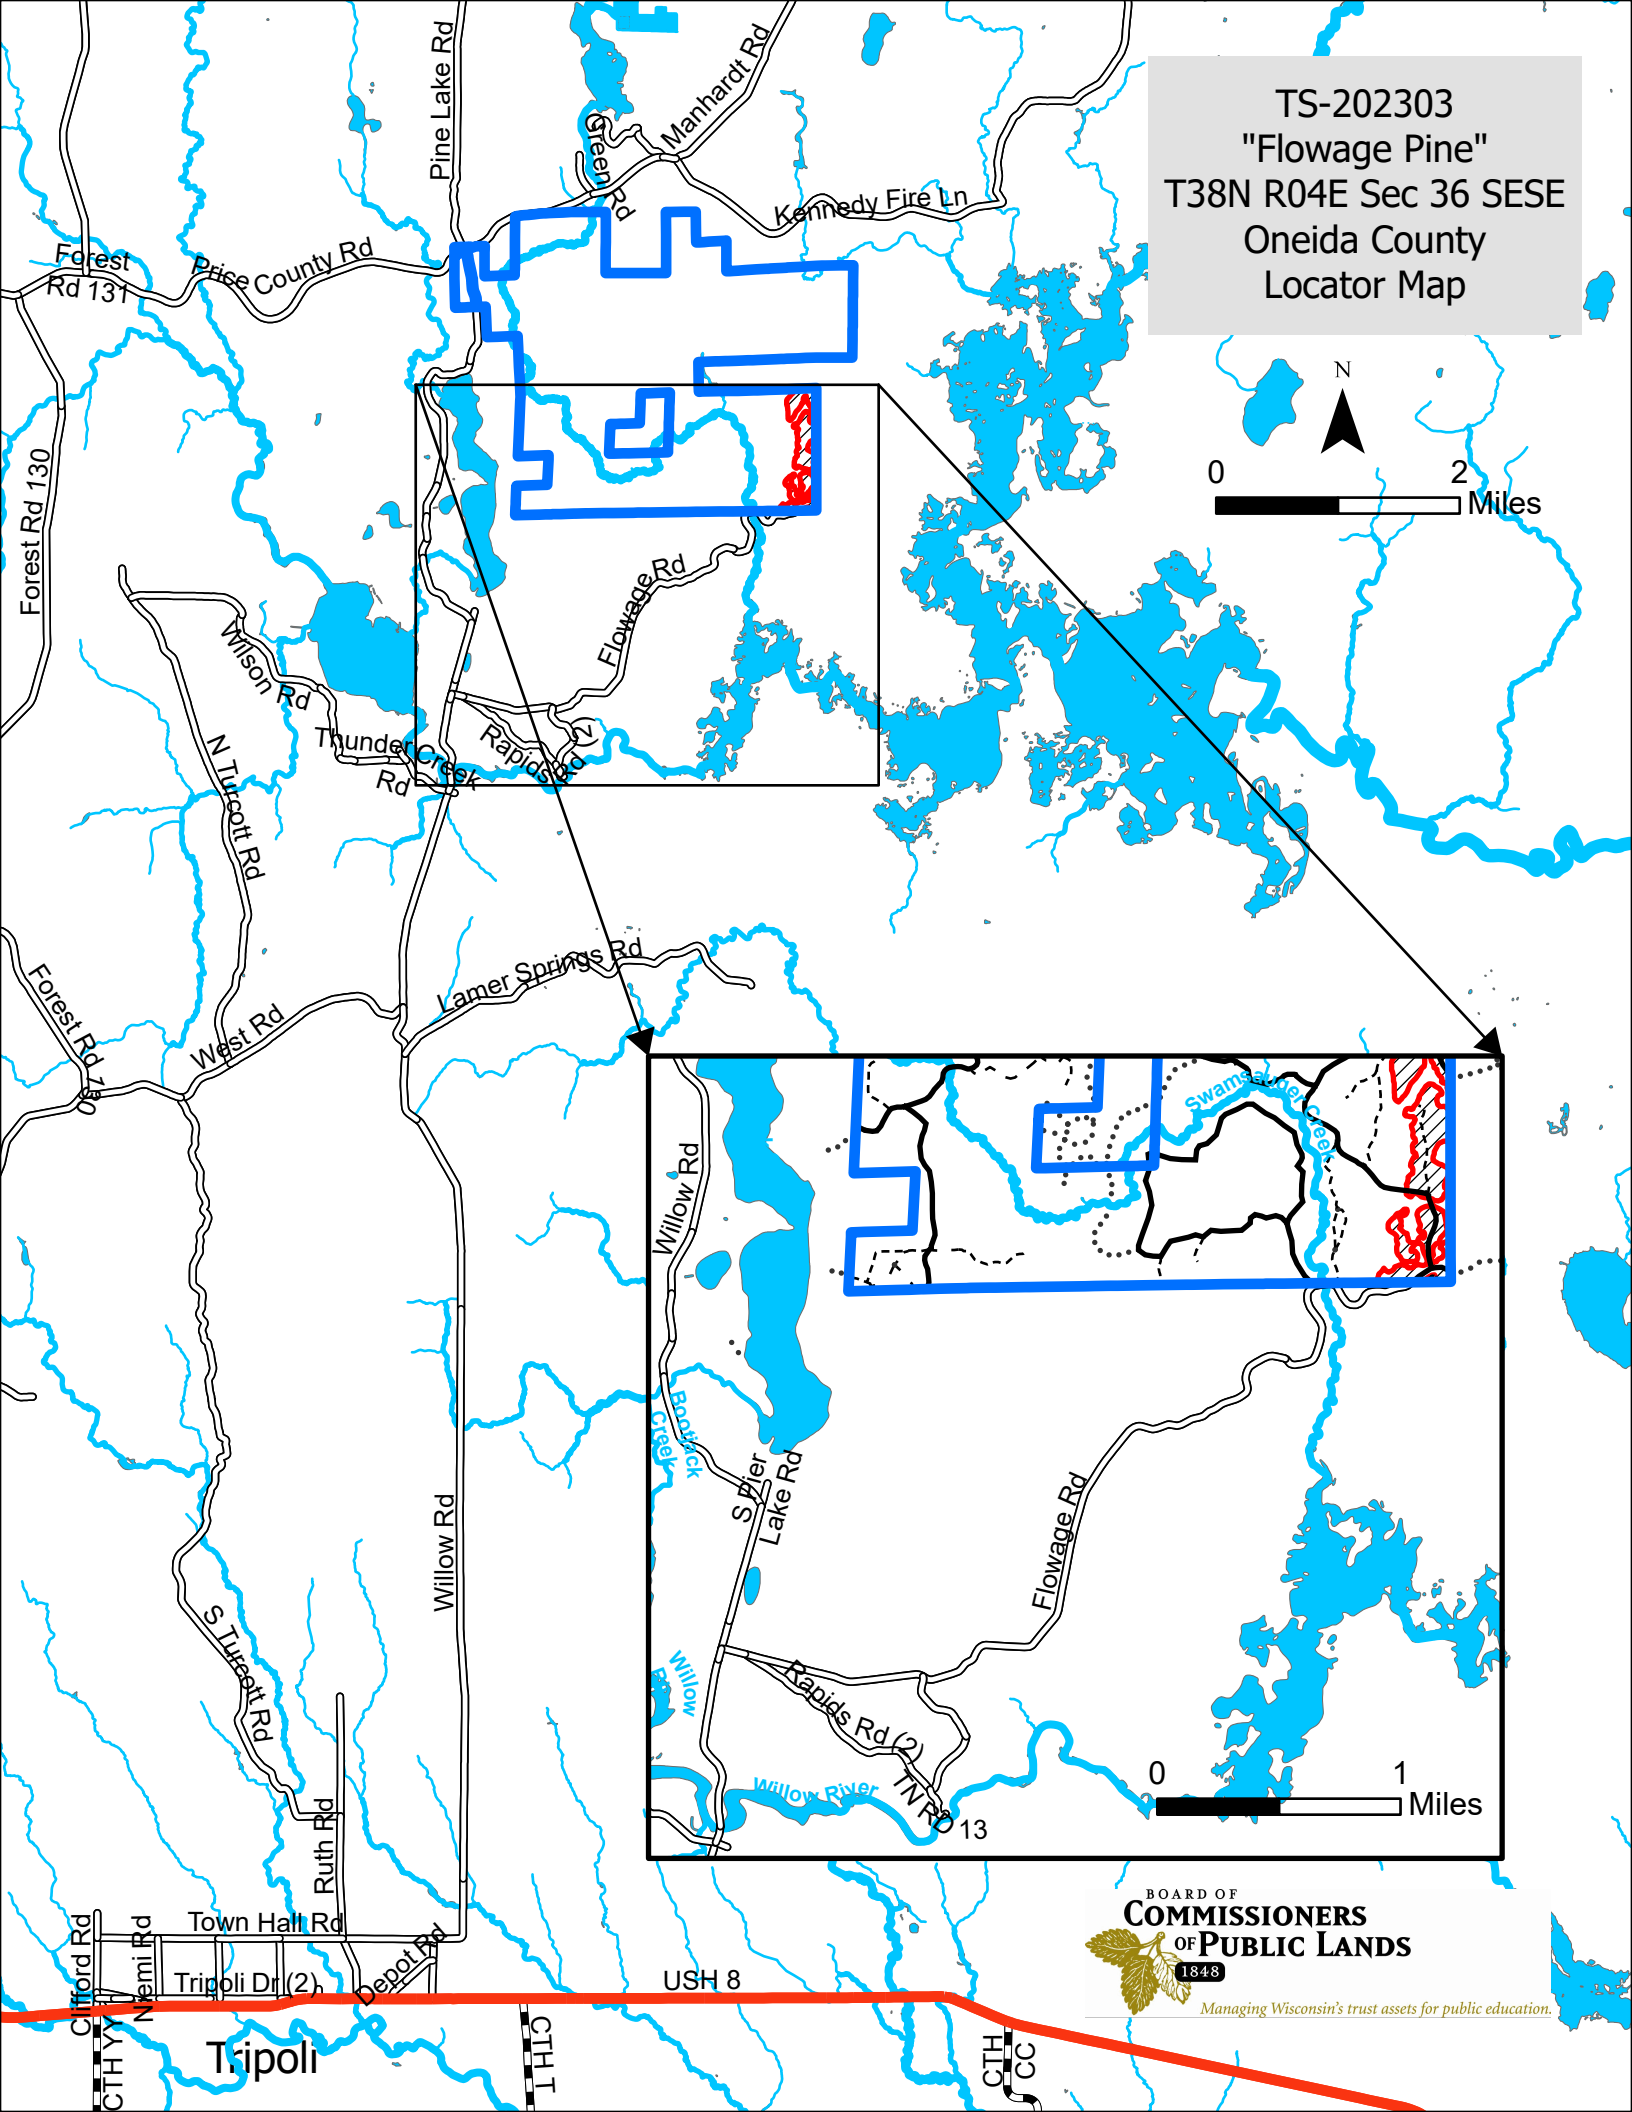 TS-202303
"Flowage Pine"
T38N R04E Sec 36 SESE
Oneida County
Locator Map
N
0 2
Miles
Pine Lake Rd
Manhardt Rd
Green Rd
Kennedy Fire Ln
Forest
Rd 131
Price County Rd
Forest Rd 130
Flowage Rd
Wilson Rd
Thunder Creek
Rd
Rapids Rd (2)
N Turcott Rd
Lamer Springs Rd
West Rd
Forest Rd 790
Swamsauger Creek
Willow Rd
Bootjack
Creek
S Pier
Lake Rd
Flowage Rd
Willow Rd
Willow
Rapids Rd (2)
Willow River
TN RD 13
0 1
Miles
S Turcott Rd
Ruth Rd
Town Hall Rd
Clifford Rd
Niemi Rd
Tripoli Dr (2)
Depot Rd
USH 8
Tripoli
CTH YY
CTH T
CTH
CC
BOARD OF
COMMISSIONERS
OF PUBLIC LANDS
1848
Managing Wisconsin's trust assets for public education.